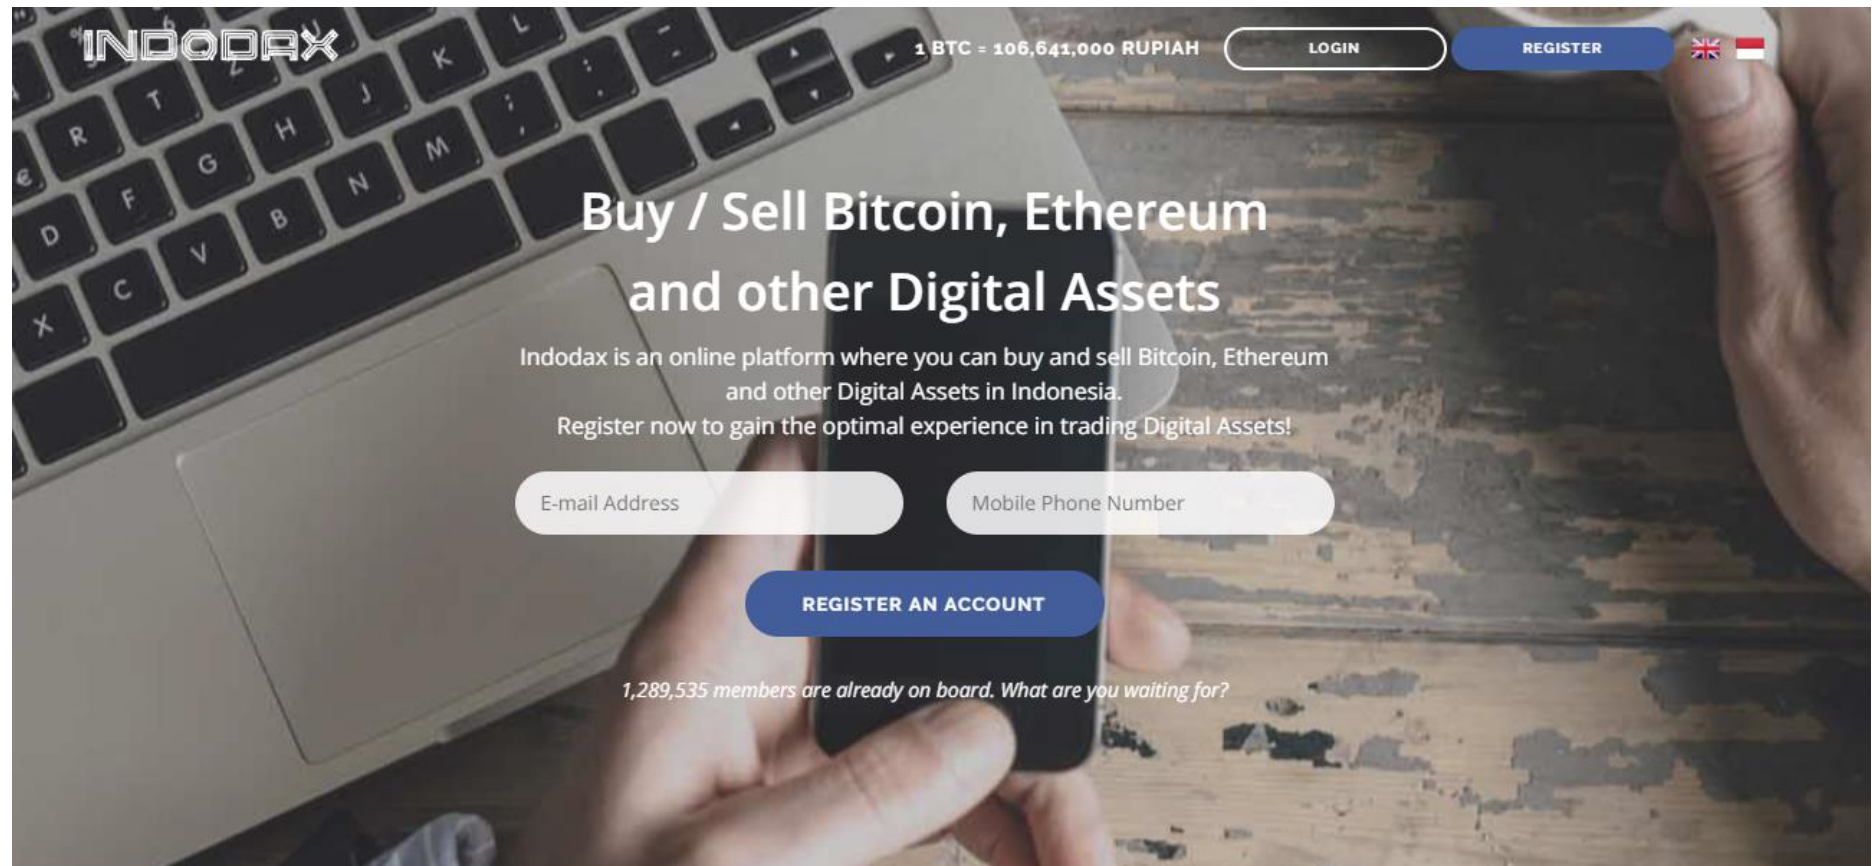 INDODAX
1 BTC = 106,641,000 RUPIAH
LOGIN
REGISTER
Buy / Sell Bitcoin, Ethereum
and other Digital Assets
Indodax is an online platform where you can buy and sell Bitcoin, Ethereum
and other Digital Assets in Indonesia.
Register now to gain the optimal experience in trading Digital Assets!
E-mail Address
Mobile Phone Number
REGISTER AN ACCOUNT
1,289,535 members are already on board. What are you waiting for?
L
K
J
T
H
M
R
G
N
€
F
B
D
V
C
X